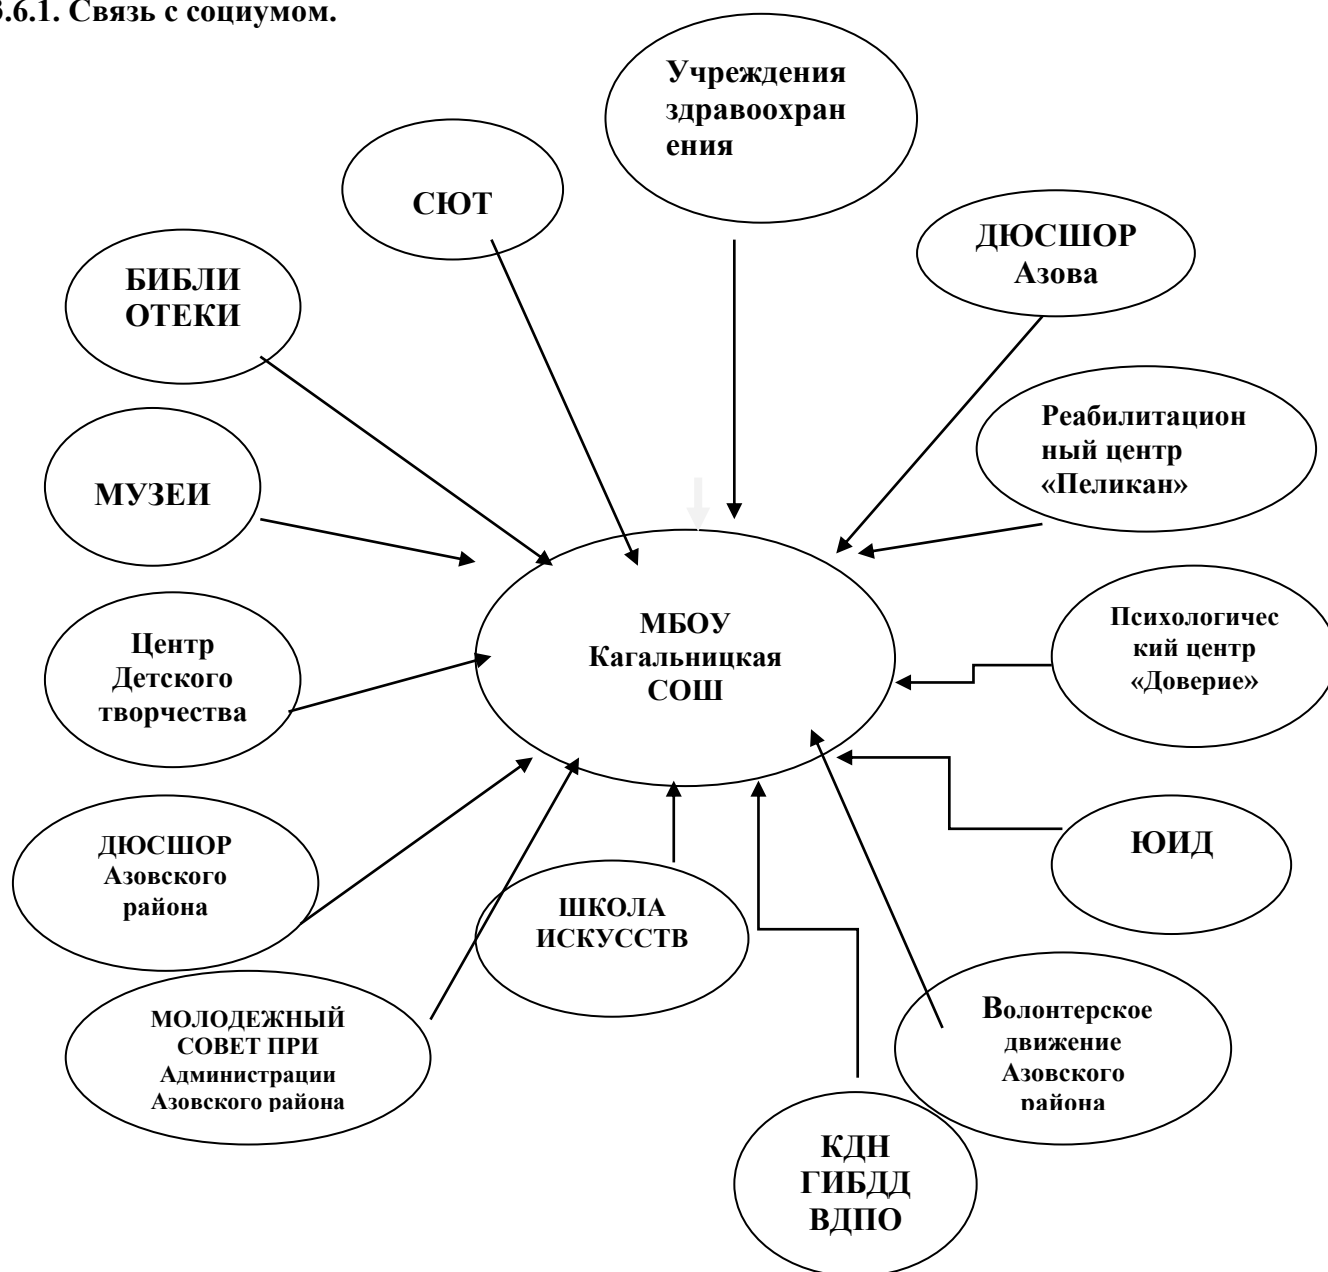 3.6.1. Связь с социумом.
Учреждения
здравоохран
ения
СЮТ
ДЮСШОР
Азова
БИБЛИ
ОТЕКИ
Реабилитацион
ный центр
«Пеликан»
МУЗЕИ
МБОУ
Кагальницкая
СОШ
Психологичес
кий центр
«Доверие»
Центр
Детского
творчества
ЮИД
ДЮСШОР
Азовского
района
ШКОЛА
ИСКУССТВ
МОЛОДЕЖНЫЙ
СОВЕТ ПРИ
Администрации
Азовского района
Волонтерское
движение
Азовского
района
КДН
ГИБДД
ВДПО